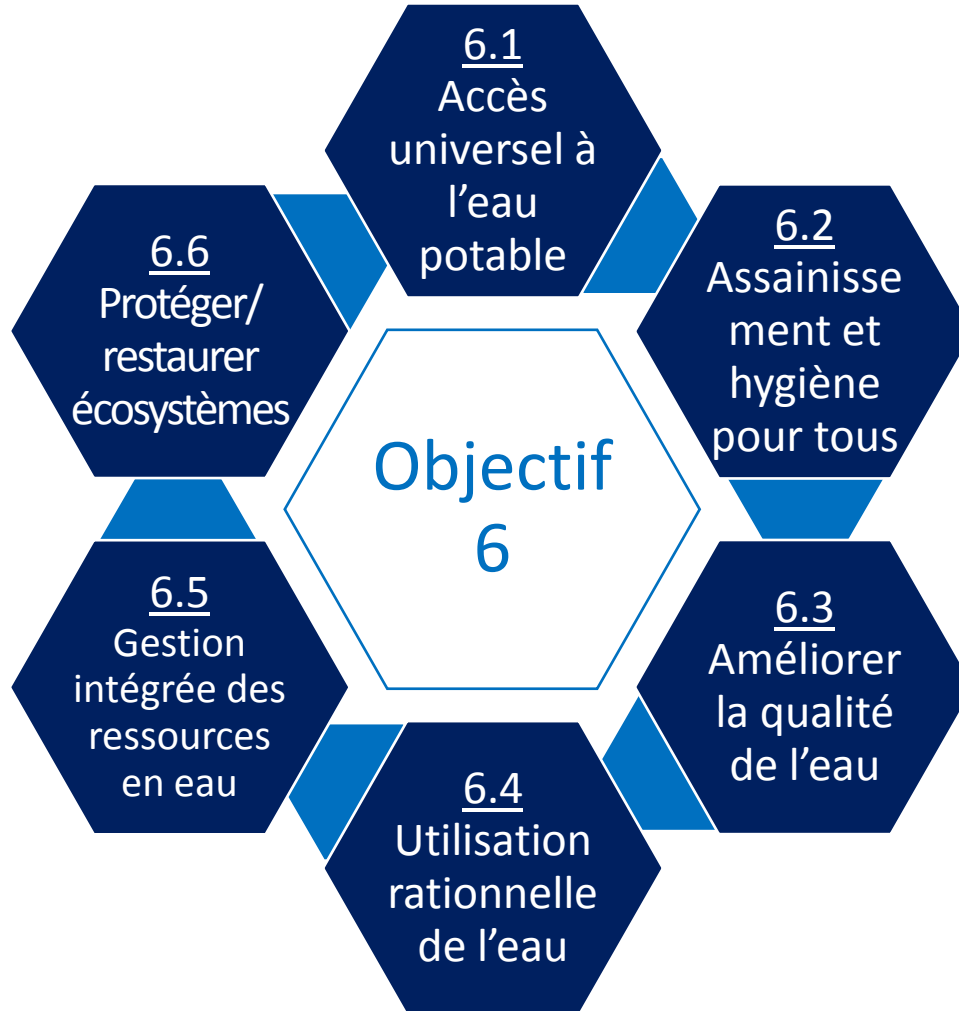 6.1
Accès
universel à
l’eau
potable
6.2
Assainisse
ment et
hygiène
pour tous
6.3
Améliorer
la qualité
de l’eau
6.4
Utilisation
rationnelle
de l’eau
6.5
Gestion
intégrée des
ressources
en eau
6.6
Protéger/
restaurer
écosystèmes
Objectif
6